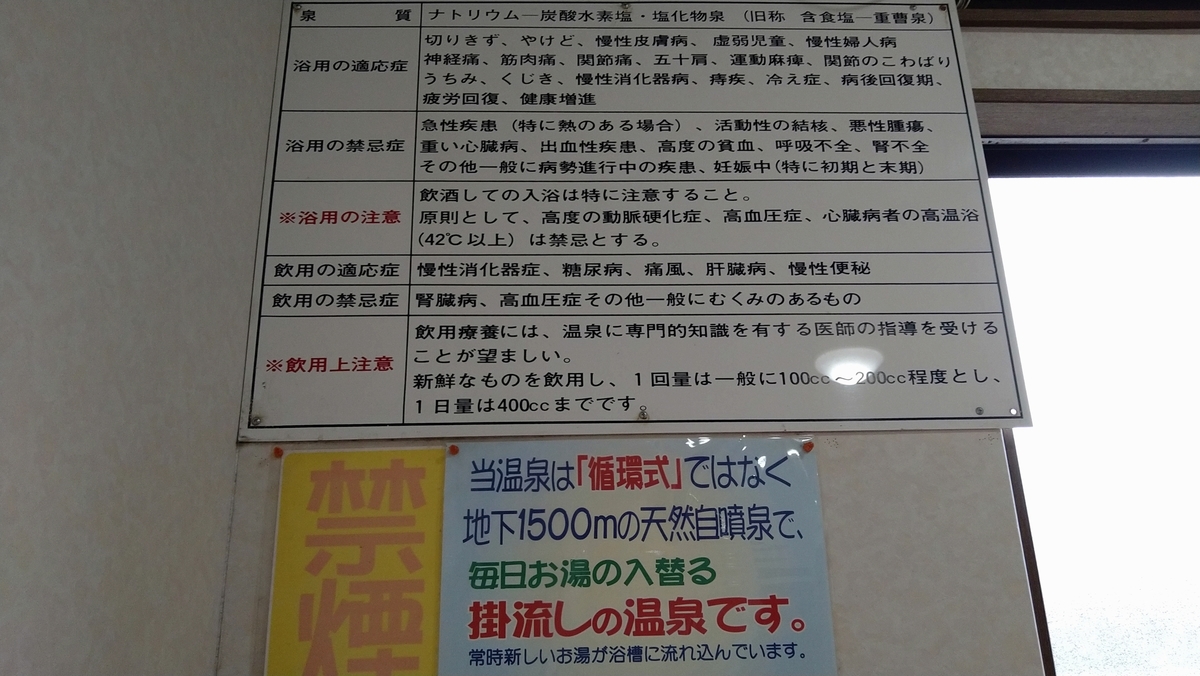 泉質 ナトリウム―炭酸水素塩・塩化物泉 (旧称 含食塩―重曹泉)
浴用の適応症 切りきず、やけど、慢性皮膚病、虚弱児童、慢性婦人病
神経痛、筋肉痛、関節痛、五十肩、運動麻痺、関節のこわばり
うちみ、くじき、慢性消化器病、痔疾、冷え症、病後回復期、
疲労回復、健康増進
浴用の禁忌症 急性疾患(特に熱のある場合)、活動性の結核、悪性腫瘍、
重い心臓病、出血性疾患、高度の貧血、呼吸不全、腎不全
その他一般に病勢進行中の疾患、妊娠中(特に初期と末期)
※浴用の注意 飲酒しての入浴は特に注意すること。
原則として、高度の動脈硬化症、高血圧症、心臓病者の高温浴
(42℃以上)は禁忌とする。
飲用の適応症 慢性消化器症、糖尿病、痛風、肝臓病、慢性便秘
飲用の禁忌症 腎臓病、高血圧症その他一般にむくみのあるもの
※飲用上注意 飲用療養には、温泉に専門的知識を有する医師の指導を受ける
ことが望ましい。
新鮮なものを飲用し、1回量は一般に100cc~200cc程度とし、
1日量は400ccまでです。
禁煙
当温泉は「循環式」ではなく
地下1500mの天然自噴泉で、
毎日お湯の入替る
掛流しの温泉です。
常時新しいお湯が浴槽に流れ込んでいます。